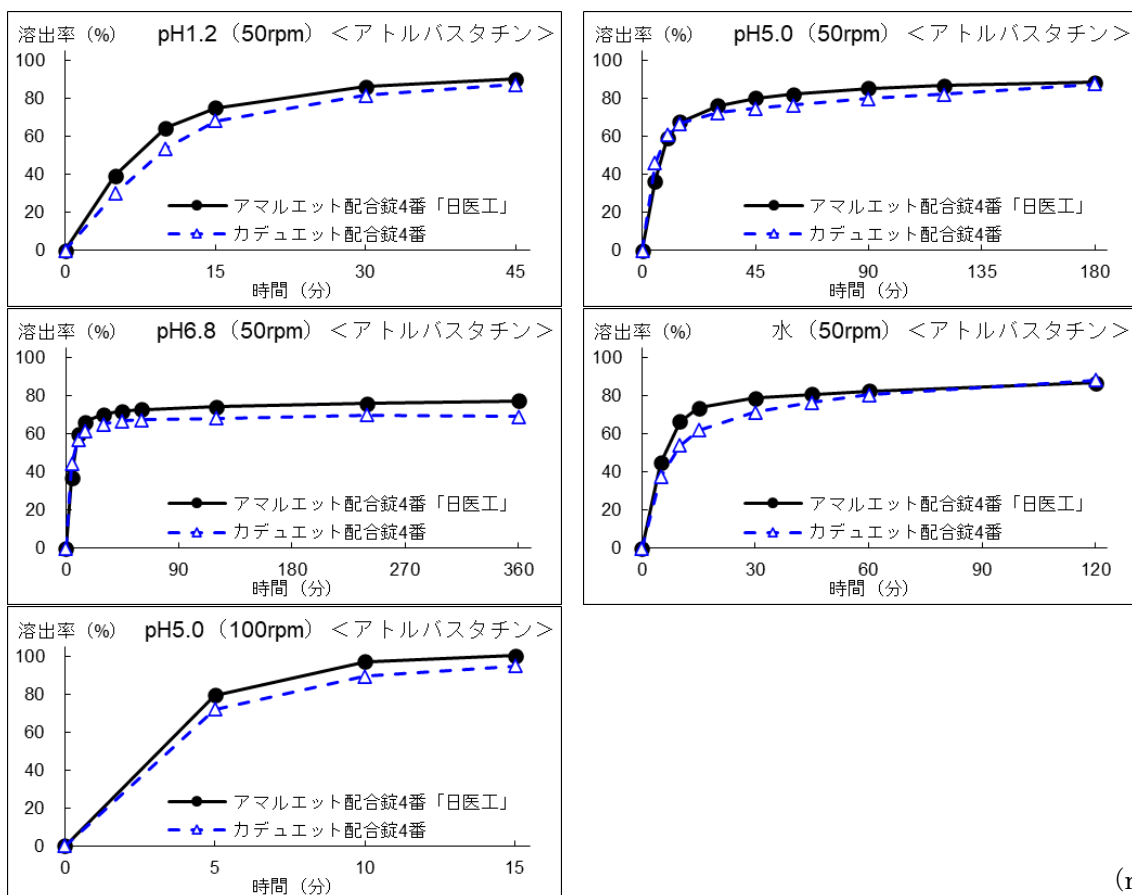 溶出率（%） pH1.2（50rpm）＜アトルバスタチン＞
100
80
60
40
20
0
アマルエット配合錠4番「日医工」
カデュエット配合錠4番
0 15 30 45
時間（分）
溶出率（%） pH5.0（50rpm）＜アトルバスタチン＞
100
80
60
40
20
0
アマルエット配合錠4番「日医工」
カデュエット配合錠4番
0 45 90 135 180
時間（分）
溶出率（%） pH6.8（50rpm）＜アトルバスタチン＞
100
80
60
40
20
0
アマルエット配合錠4番「日医工」
カデュエット配合錠4番
0 90 180 270 360
時間（分）
溶出率（%） 水（50rpm）＜アトルバスタチン＞
100
80
60
40
20
0
アマルエット配合錠4番「日医工」
カデュエット配合錠4番
0 30 60 90 120
時間（分）
溶出率（%） pH5.0（100rpm）＜アトルバスタチン＞
100
80
60
40
20
0
アマルエット配合錠4番「日医工」
カデュエット配合錠4番
0 5 10 15
時間（分）